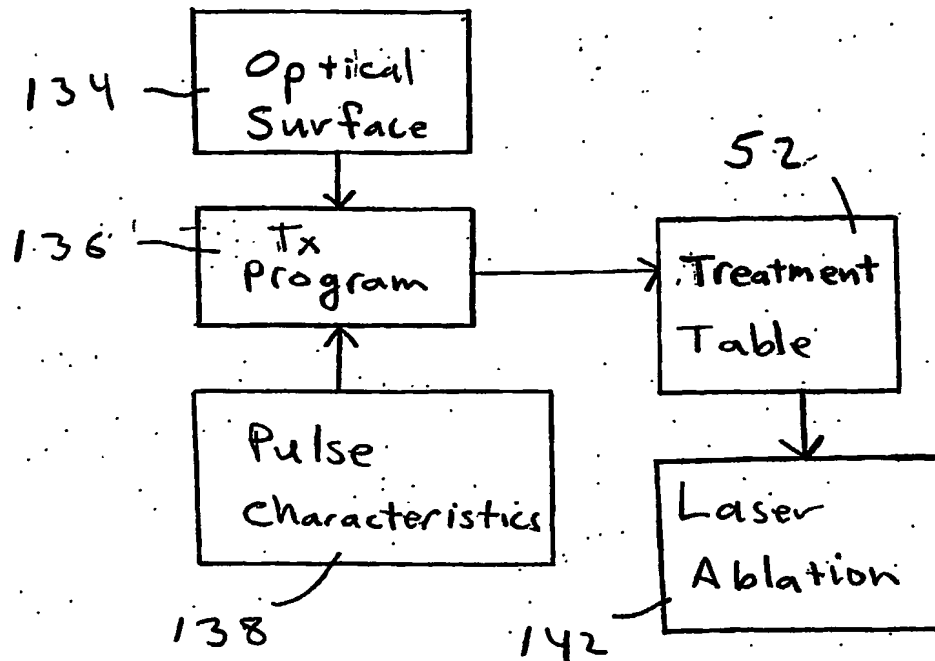 134
Optical
Surface
136
Tx
Program
52
Treatment
Table
Pulse
Characteristics
138
Laser
Ablation
142